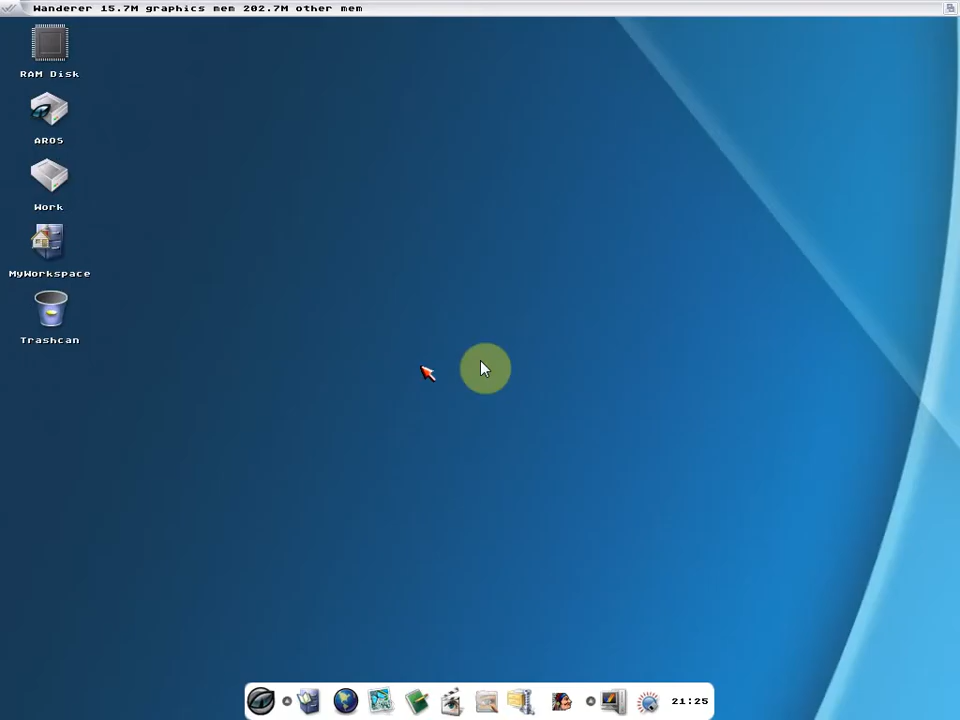 Wanderer 15.7M graphics mem 202.7M other mem
RAM Disk
AROS
Work
MyWorkspace
Trashcan
21:25